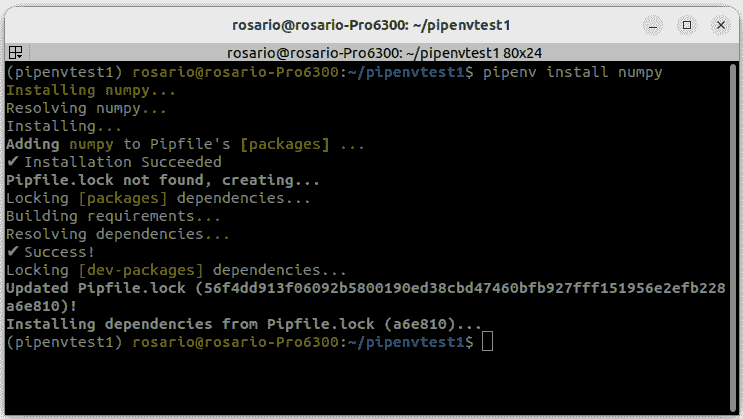 rosario@rosario-Pro6300: ~/pipenvtest1
rosario@rosario-Pro6300: ~/pipenvtest1 80x24
(pipenvtest1) rosario@rosario-Pro6300:~/pipenvtest1$ pipenv install numpy
Installing numpy...
Resolving numpy...
Installing...
Adding numpy to Pipfile's [packages] ...
✔ Installation Succeeded
Pipfile.lock not found, creating...
Locking [packages] dependencies...
Building requirements...
Resolving dependencies...
✔ Success!
Locking [dev-packages] dependencies...
Updated Pipfile.lock (56f4dd913f06092b5800190ed38cbd47460bfb927fff151956e2efb228
a6e810)!
Installing dependencies from Pipfile.lock (a6e810)...
(pipenvtest1) rosario@rosario-Pro6300:~/pipenvtest1$